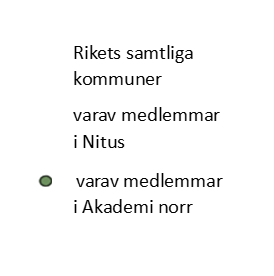 Rikets samtliga
kommuner
varav medlemmar
i Nitus
varav medlemmar
i Akademi norr